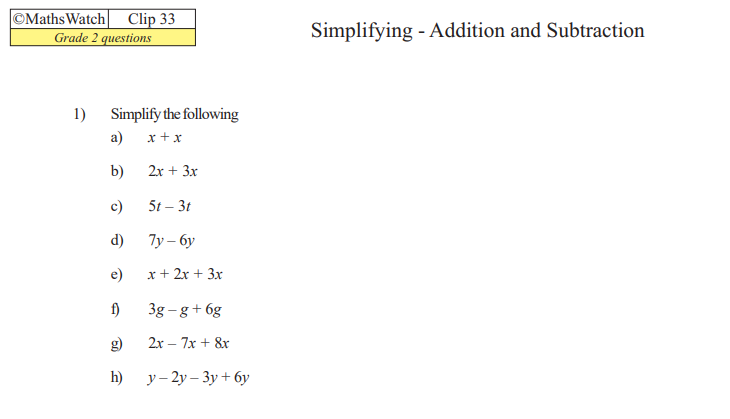 ©MathsWatch Clip 33
Grade 2 questions
Simplifying - Addition and Subtraction
1) Simplify the following
a) x + x
b) 2x + 3x
c) 5t – 3t
d) 7y – 6y
e) x + 2x + 3x
f) 3g – g + 6g
g) 2x – 7x + 8x
h) y – 2y – 3y + 6y